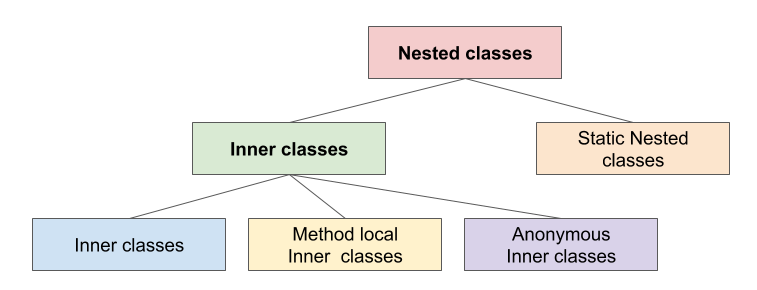 Nested classes
Inner classes
Static Nested
classes
Inner classes
Method local
Inner classes
Anonymous
Inner classes